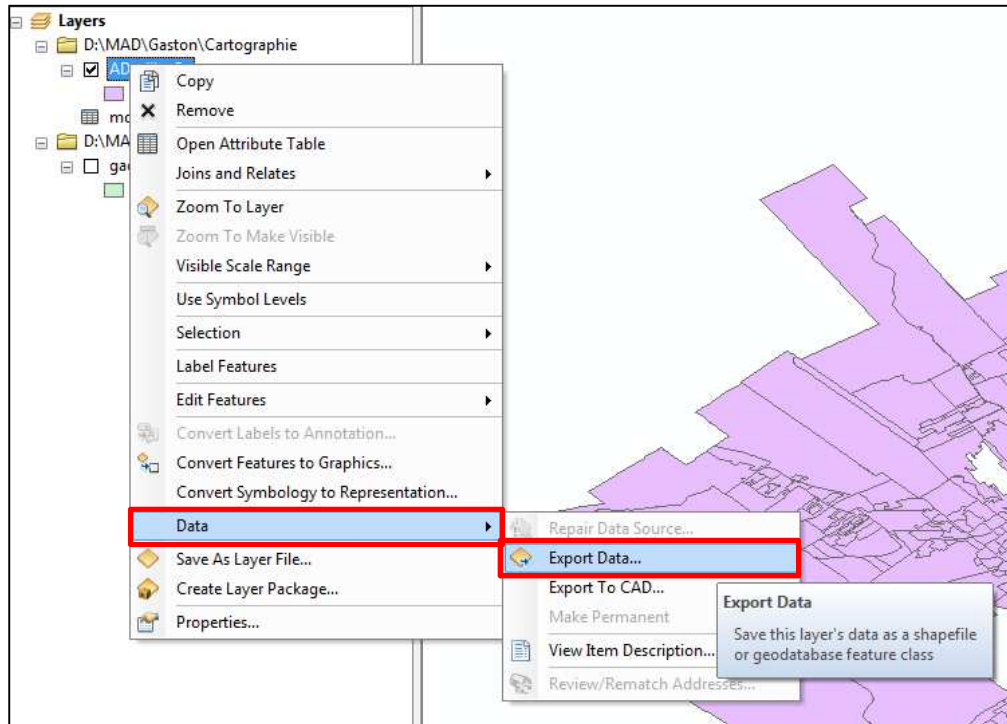 Layers
D:\MAD\Gaston\Cartographie
Copy
Remove
D:\MA
Open Attribute Table
Joins and Relates
Zoom To Layer
Zoom To Make Visible
Visible Scale Range
Use Symbol Levels
Selection
Label Features
Edit Features
Convert Labels to Annotation...
Convert Features to Graphics...
Convert Symbology to Representation...
Data
Save As Layer File...
Create Layer Package...
Properties...
Repair Data Source...
Export Data...
Export To CAD...
Make Permanent
View Item Description...
Review/Rematch Addresses...
Export Data
Save this layer's data as a shapefile
or geodatabase feature class